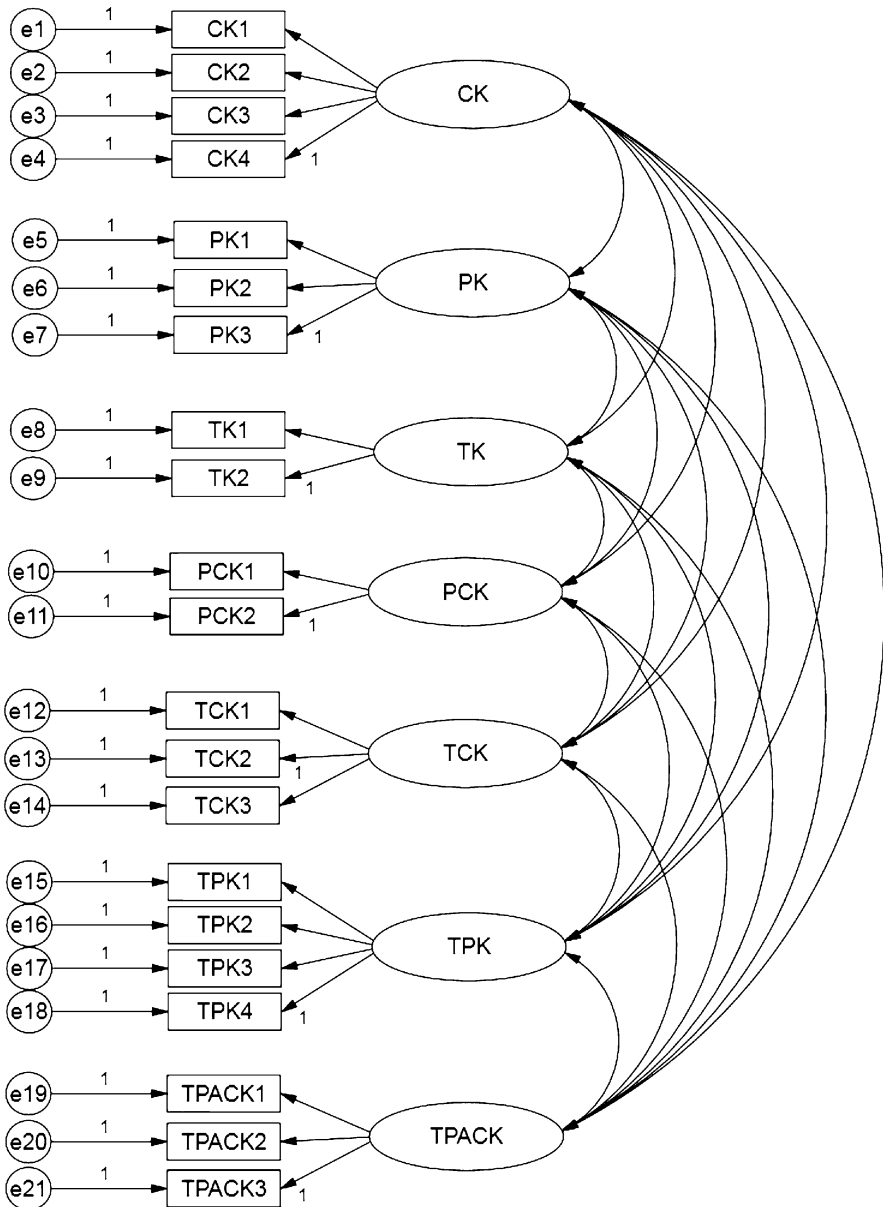 e1 1 CK1
e2 1 CK2
e3 1 CK3
e4 1 CK4 1
CK
e5 1 PK1
e6 1 PK2
e7 1 PK3 1
PK
e8 1 TK1
e9 1 TK2 1
TK
e10 1 PCK1
e11 1 PCK2 1
PCK
e12 1 TCK1
e13 1 TCK2 1
e14 1 TCK3
TCK
e15 1 TPK1
e16 1 TPK2
e17 1 TPK3
e18 1 TPK4 1
TPK
e19 1 TPACK1
e20 1 TPACK2
e21 1 TPACK3 1
TPACK